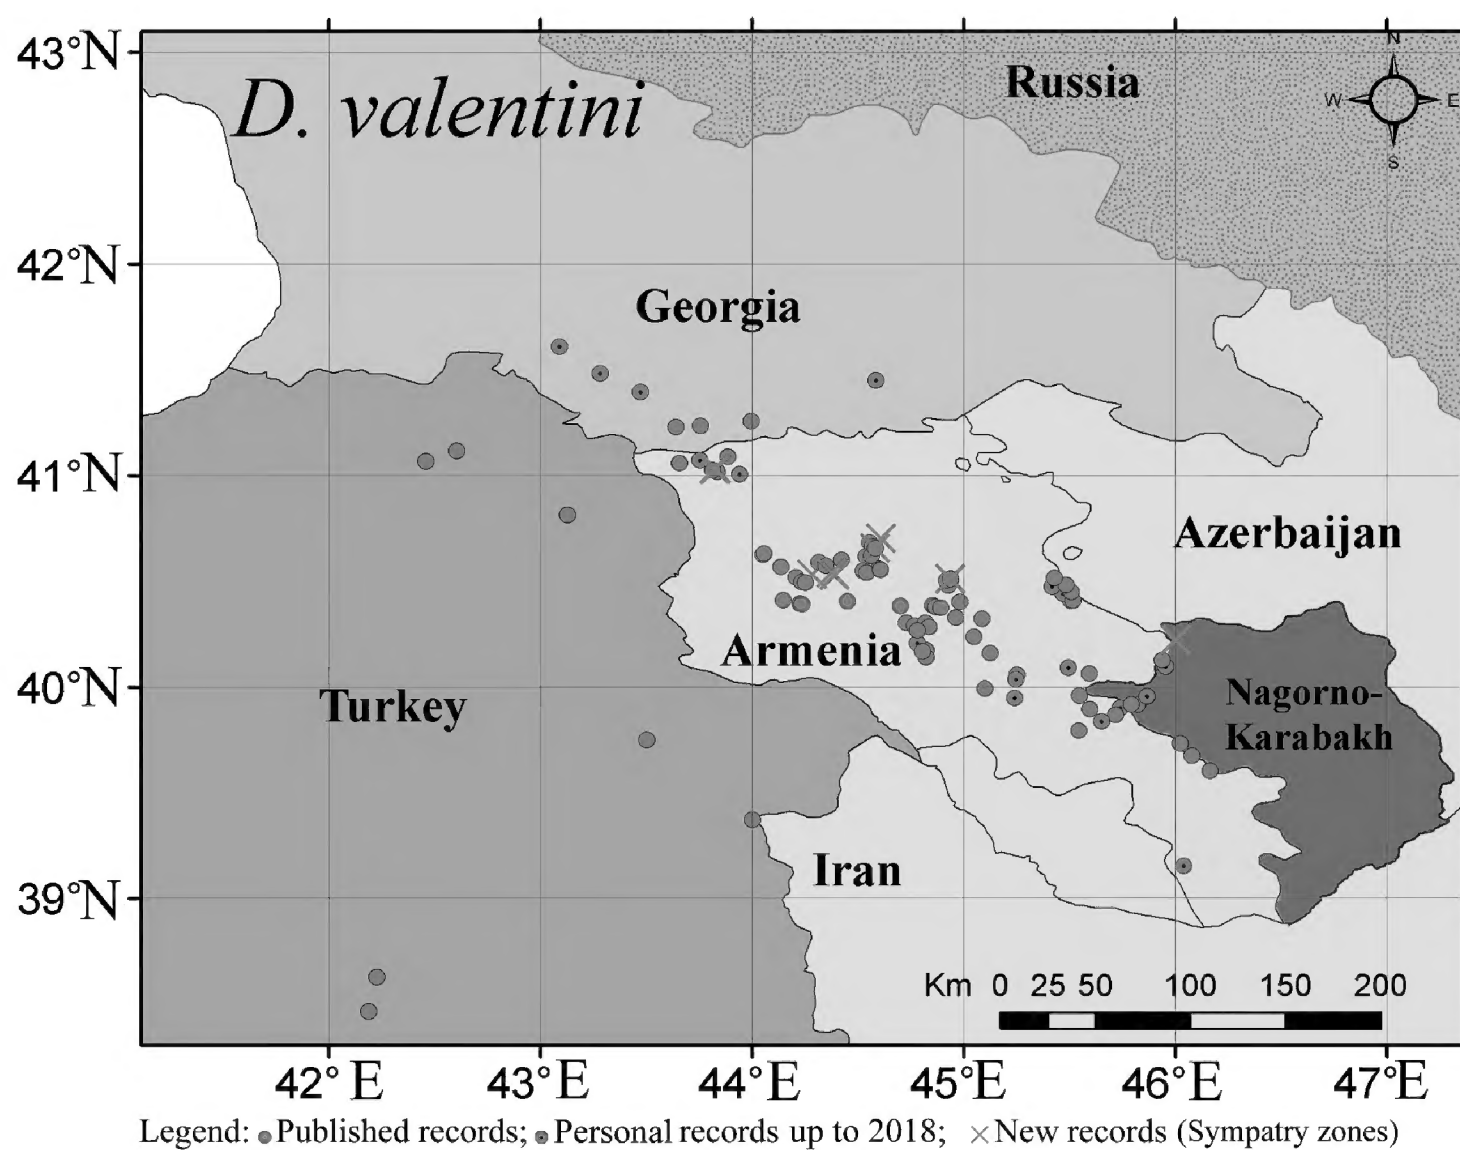 43°N
D. valentini
Russia
N
W
E
S
42°N
Georgia
41°N
Azerbaijan
Armenia
40°N
Turkey
Nagorno-
Karabakh
Iran
39°N
Km 0 25 50 100 150 200
42°E 43°E 44°E 45°E 46°E 47°E
Legend: Published records; Personal records up to 2018; New records (Sympatry zones)